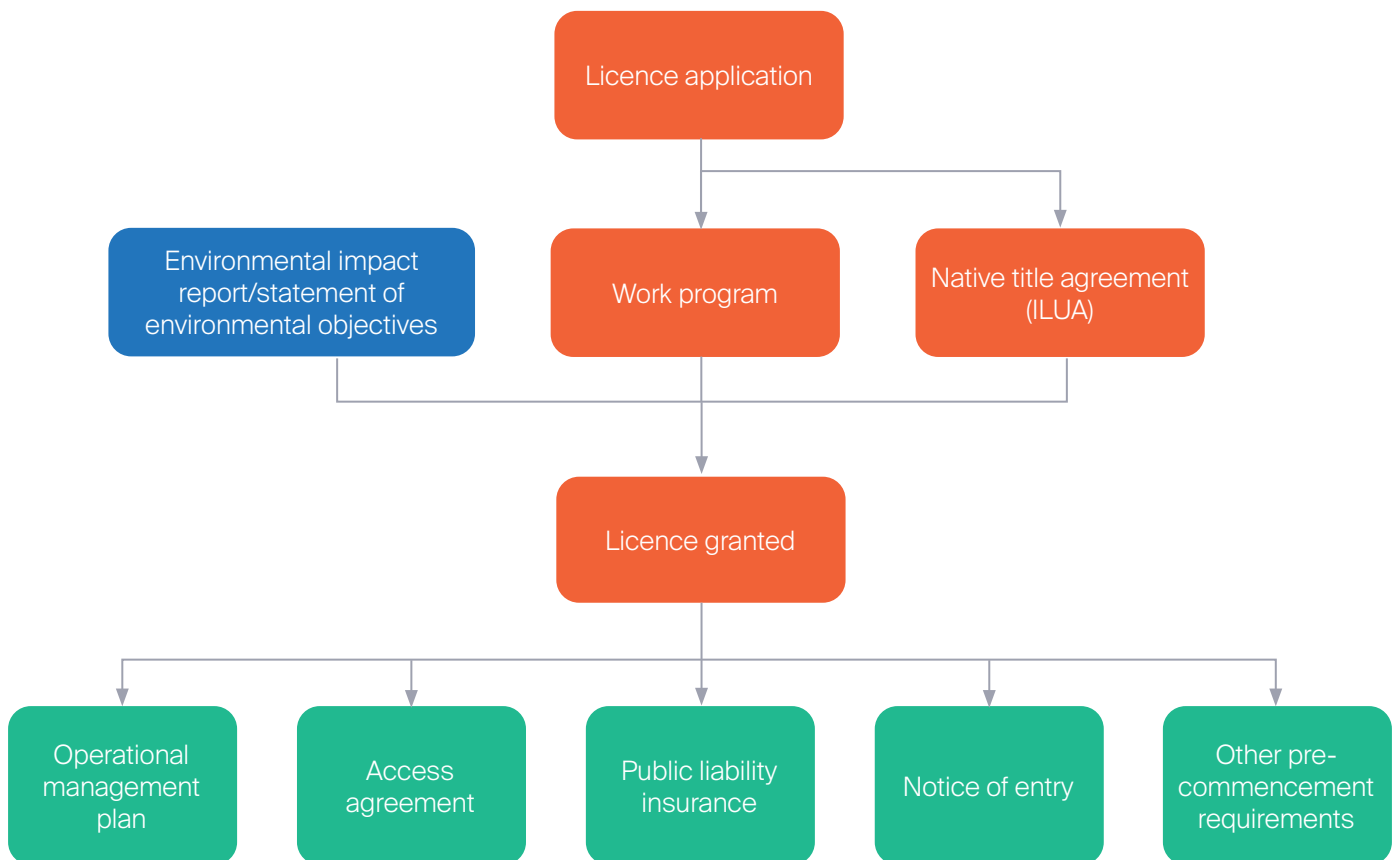 Licence application
Environmental impact
report/statement of
environmental objectives
Work program
Native title agreement
(ILUA)
Licence granted
Operational
management
plan
Access
agreement
Public liability
insurance
Notice of entry
Other pre-
commencement
requirements